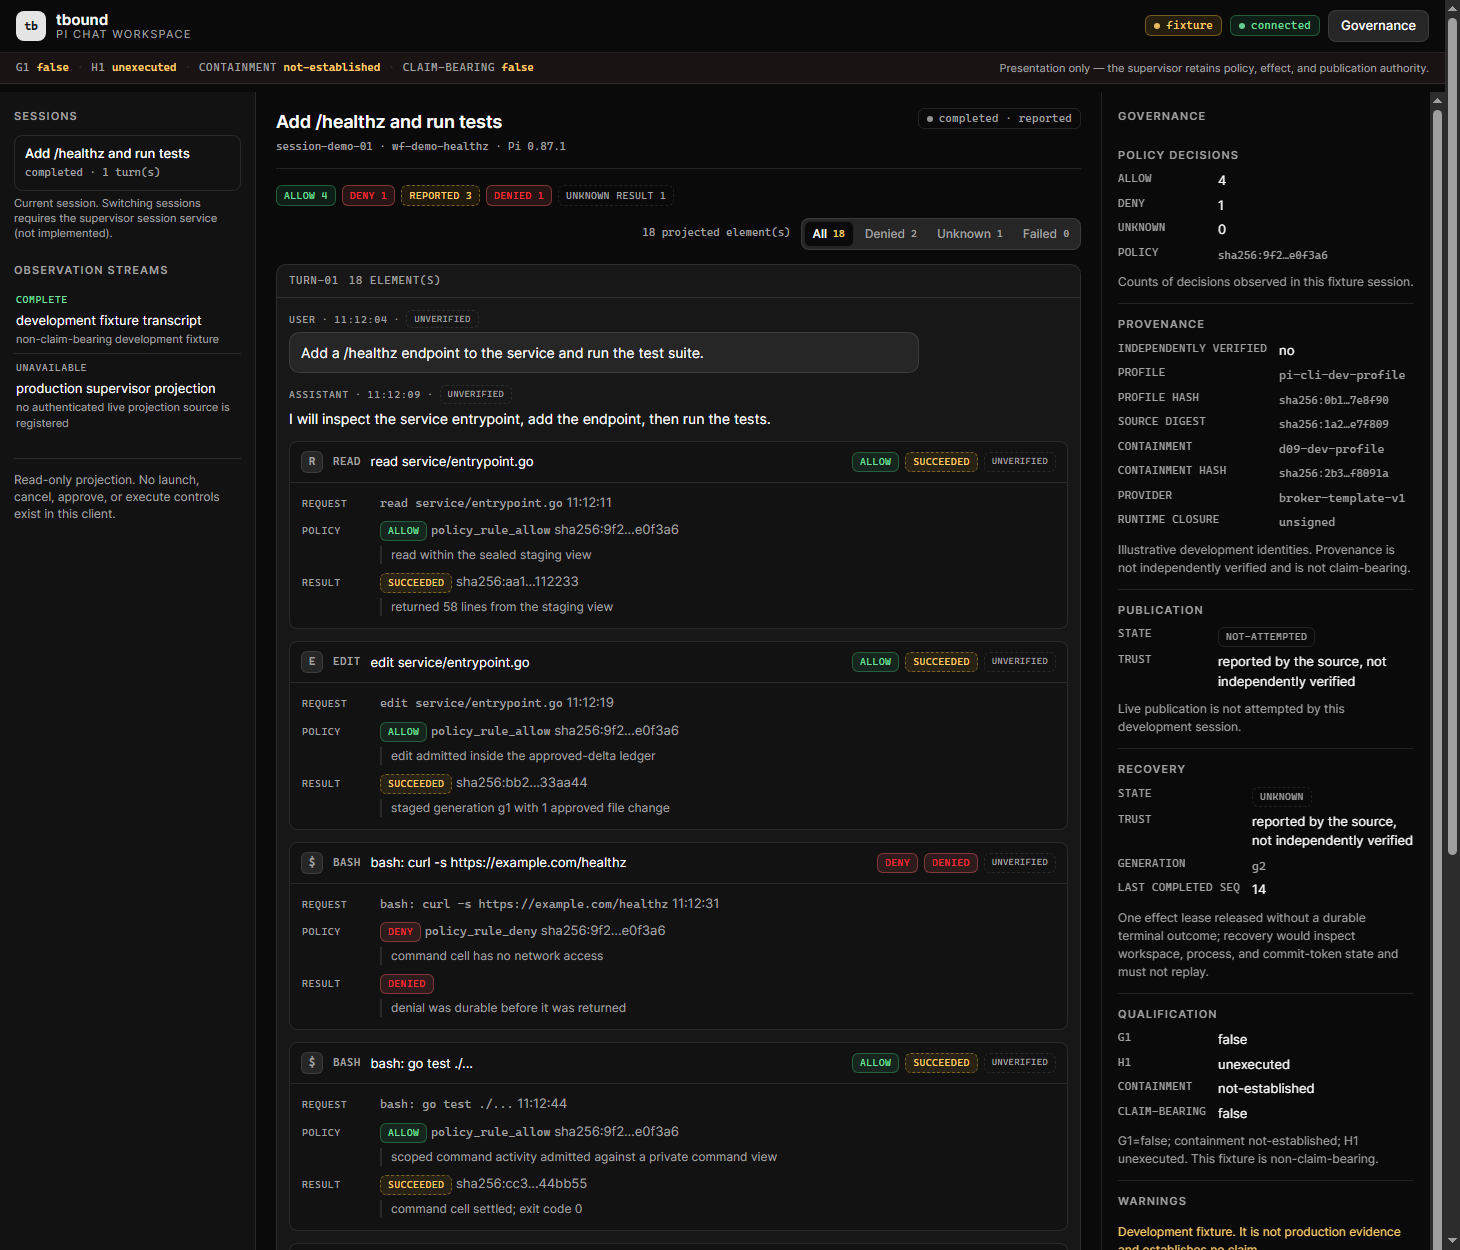 tb
tbound
PI CHAT WORKSPACE
fixture
connected
Governance
G1 false · H1 unexecuted · CONTAINMENT not-established · CLAIM-BEARING false
Presentation only — the supervisor retains policy, effect, and publication authority.
SESSIONS
Add /healthz and run tests
completed · 1 turn(s)
Current session. Switching sessions
requires the supervisor session service
(not implemented).
OBSERVATION STREAMS
COMPLETE
development fixture transcript
non-claim-bearing development fixture
UNAVAILABLE
production supervisor projection
no authenticated live projection source is
registered
Read-only projection. No launch,
cancel, approve, or execute controls
exist in this client.
Add /healthz and run tests
completed · reported
session-demo-01 · wf-demo-healthz · Pi 0.87.1
ALLOW 4
DENY 1
REPORTED 3
DENIED 1
UNKNOWN RESULT 1
18 projected element(s)
All 18
Denied 2
Unknown 1
Failed 0
TURN-01 18 ELEMENT(S)
USER · 11:12:04 · UNVERIFIED
Add a /healthz endpoint to the service and run the test suite.
ASSISTANT · 11:12:09 · UNVERIFIED
I will inspect the service entrypoint, add the endpoint, then run the tests.
R READ read service/entrypoint.go ALLOW SUCCEEDED UNVERIFIED
REQUEST read service/entrypoint.go 11:12:11
POLICY ALLOW policy_rule_allow sha256:9f2…e0f3a6
read within the sealed staging view
RESULT SUCCEEDED sha256:aa1…112233
returned 58 lines from the staging view
E EDIT edit service/entrypoint.go ALLOW SUCCEEDED UNVERIFIED
REQUEST edit service/entrypoint.go 11:12:19
POLICY ALLOW policy_rule_allow sha256:9f2…e0f3a6
edit admitted inside the approved-delta ledger
RESULT SUCCEEDED sha256:bb2…33aa44
staged generation g1 with 1 approved file change
$ BASH bash: curl -s https://example.com/healthz DENY DENIED UNVERIFIED
REQUEST bash: curl -s https://example.com/healthz 11:12:31
POLICY DENY policy_rule_deny sha256:9f2…e0f3a6
command cell has no network access
RESULT DENIED
denial was durable before it was returned
$ BASH bash: go test ./... ALLOW SUCCEEDED UNVERIFIED
REQUEST bash: go test ./... 11:12:44
POLICY ALLOW policy_rule_allow sha256:9f2…e0f3a6
scoped command activity admitted against a private command view
RESULT SUCCEEDED sha256:cc3…44bb55
command cell settled; exit code 0
GOVERNANCE
POLICY DECISIONS
ALLOW 4
DENY 1
UNKNOWN 0
POLICY sha256:9f2…e0f3a6
Counts of decisions observed in this fixture session.
PROVENANCE
INDEPENDENTLY VERIFIED no
PROFILE pi-cli-dev-profile
PROFILE HASH sha256:0b1…7e8f90
SOURCE DIGEST sha256:1a2…e7f809
CONTAINMENT d09-dev-profile
CONTAINMENT HASH sha256:2b3…f8091a
PROVIDER broker-template-v1
RUNTIME CLOSURE unsigned
Illustrative development identities. Provenance is
not independently verified and is not claim-bearing.
PUBLICATION
STATE NOT-ATTEMPTED
TRUST reported by the source, not
independently verified
Live publication is not attempted by this
development session.
RECOVERY
STATE UNKNOWN
TRUST reported by the source,
not independently verified
GENERATION g2
LAST COMPLETED SEQ 14
One effect lease released without a durable
terminal outcome; recovery would inspect
workspace, process, and commit-token state and
must not replay.
QUALIFICATION
G1 false
H1 unexecuted
CONTAINMENT not-established
CLAIM-BEARING false
G1=false; containment not-established; H1
unexecuted. This fixture is non-claim-bearing.
WARNINGS
Development fixture. It is not production evidence
and establishes no claim.